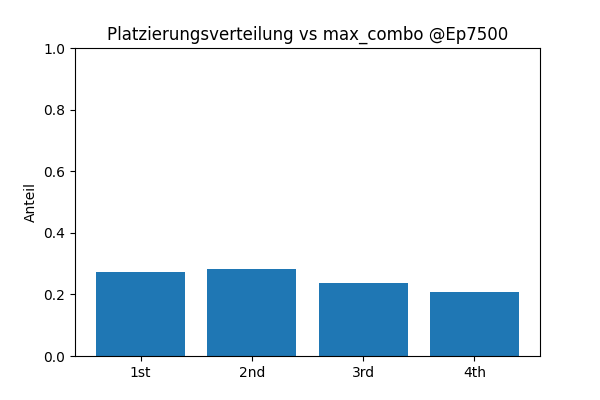 Platzierungsverteilung vs max_combo @Ep7500
1.0
0.8
0.6
0.4
0.2
0.0
Anteil
1st
2nd
3rd
4th